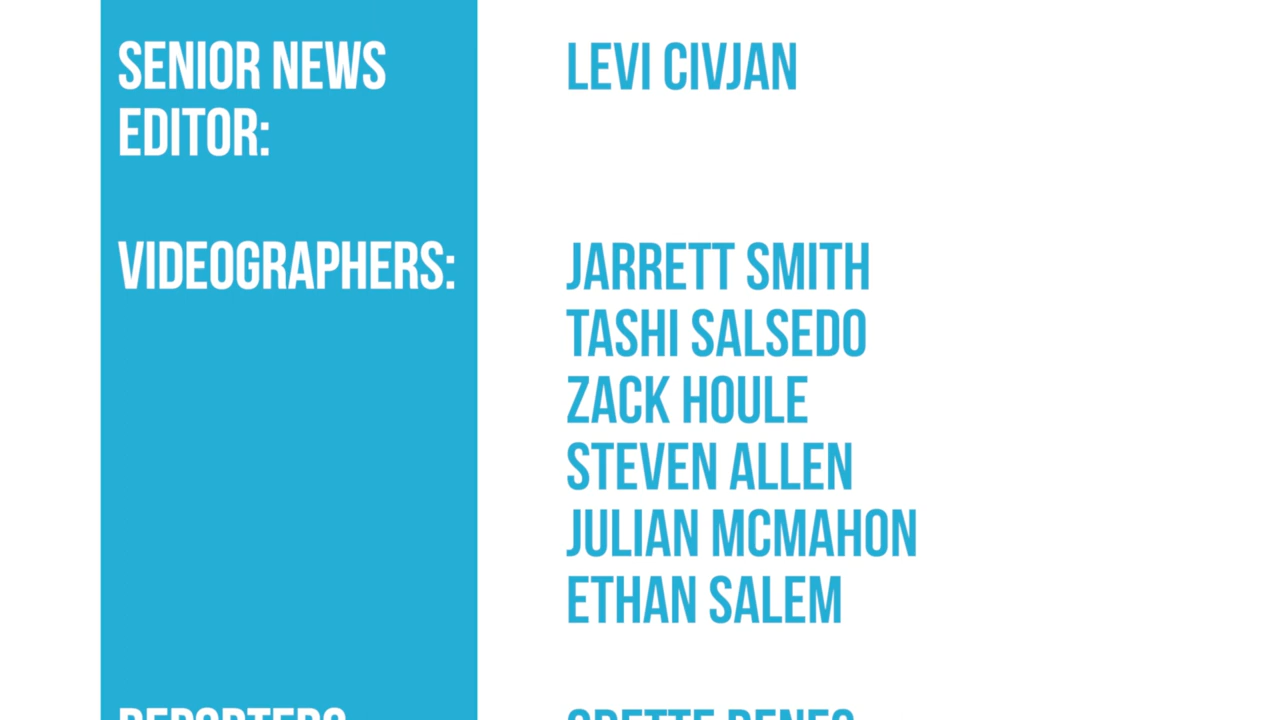 SENIOR NEWS
EDITOR:
LEVI CIVJAN
VIDEOGRAPHERS:
JARRETT SMITH
TASHI SALSEDO
ZACK HOULE
STEVEN ALLEN
JULIAN MCMAHON
ETHAN SALEM